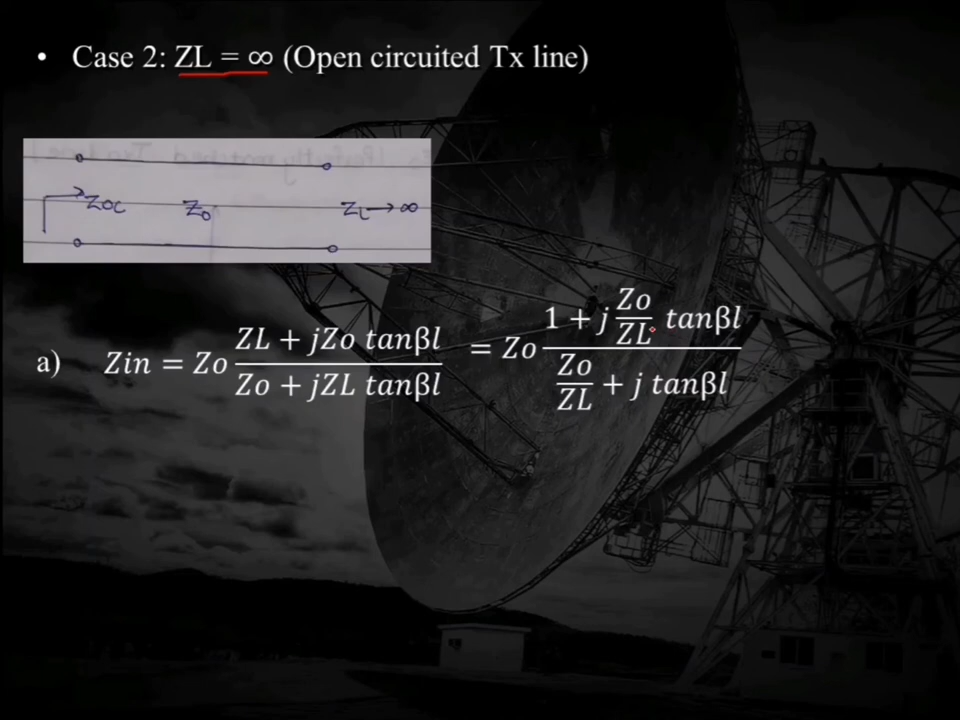 • Case 2: ZL = ∞ (Open circuited Tx line)
Zoc Zo ZL → ∞
a) Zin = Zo (ZL + jZo tanβl)/(Zo + jZL tanβl) = Zo (1 + j Zo/ZL tanβl)/(Zo/ZL + j tanβl)